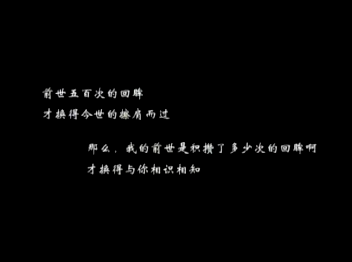 前世五百次的回眸
才换得今世的擦肩而过
那么，我的前世是积攒了多少次的回眸啊
才换得与你相识相知